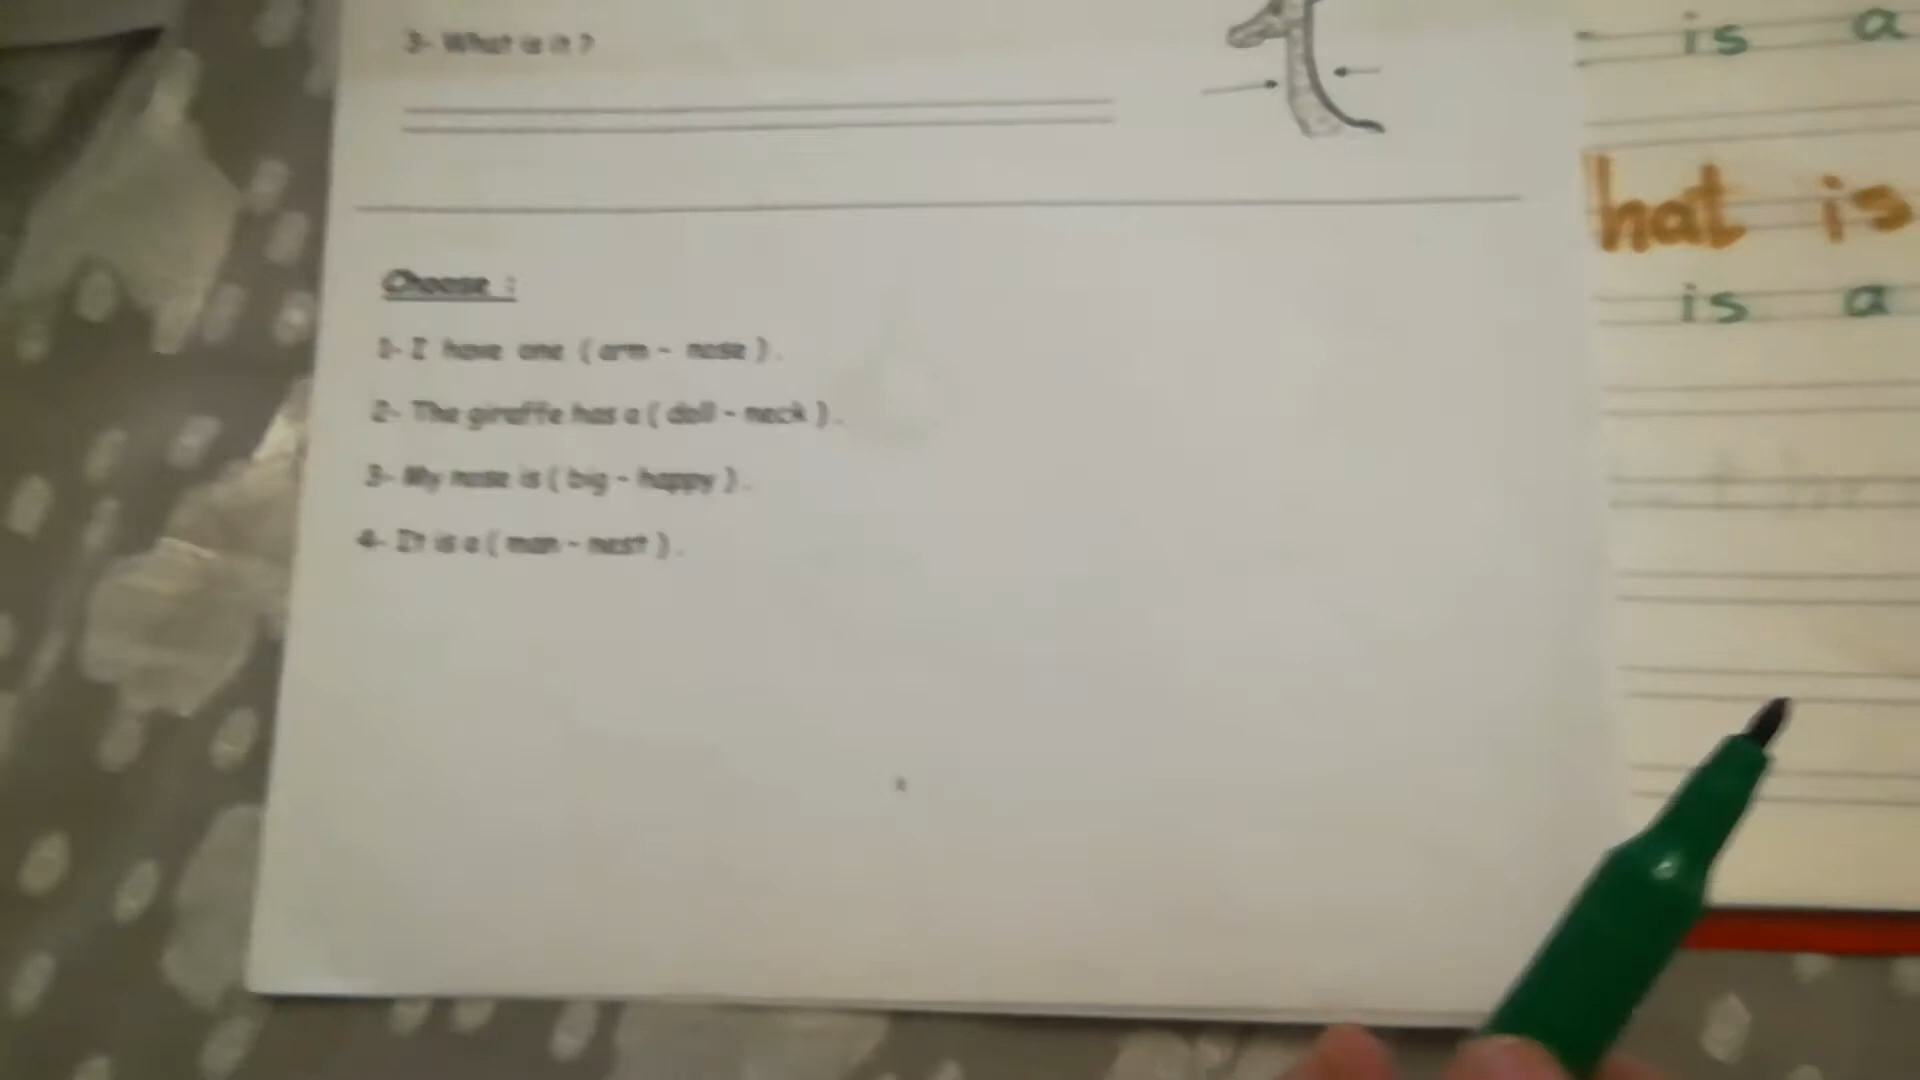 3- What is it ?
Choose :
1- I have one ( arm - nose ) .
2- The giraffe has a ( doll - neck ) .
3- My nose is ( big - happy ) .
4- It is a ( man - nest ) .
is a
hat is
is a